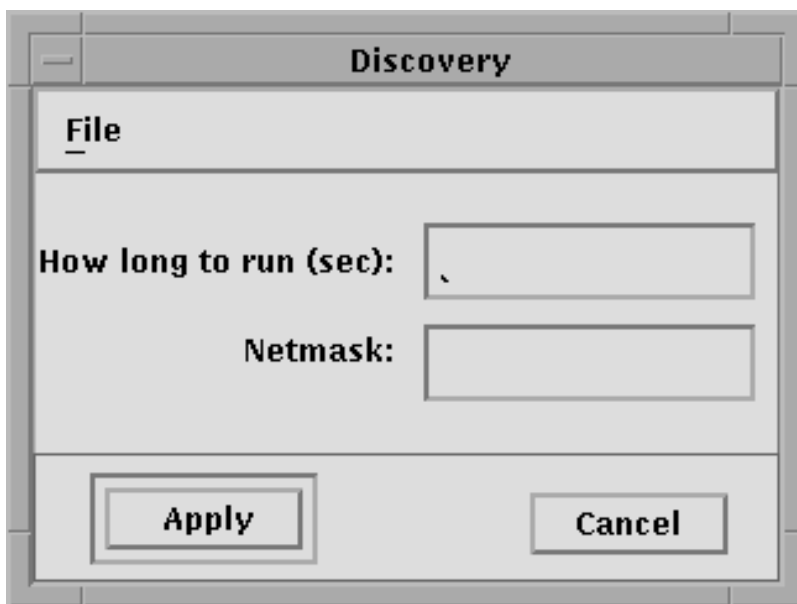 Discovery
File
How long to run (sec):
Netmask:
Apply
Cancel